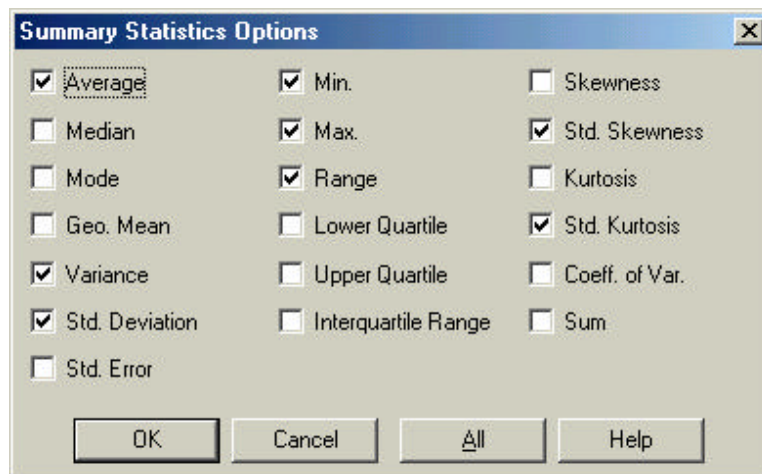 Summary Statistics Options
Average
Min.
Skewness
Median
Max.
Std. Skewness
Mode
Range
Kurtosis
Geo. Mean
Lower Quartile
Std. Kurtosis
Variance
Upper Quartile
Coeff. of Var.
Std. Deviation
Interquartile Range
Sum
Std. Error
OK
Cancel
All
Help